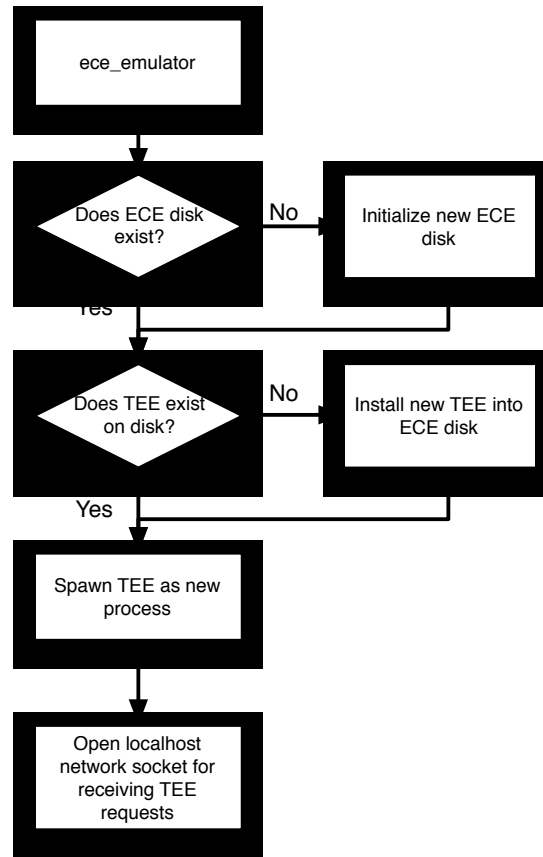 ece_emulator
Does ECE disk
exist?
No
Initialize new ECE
disk
Yes
Does TEE exist
on disk?
No
Install new TEE into
ECE disk
Yes
Spawn TEE as new
process
Open localhost
network socket for
receiving TEE
requests